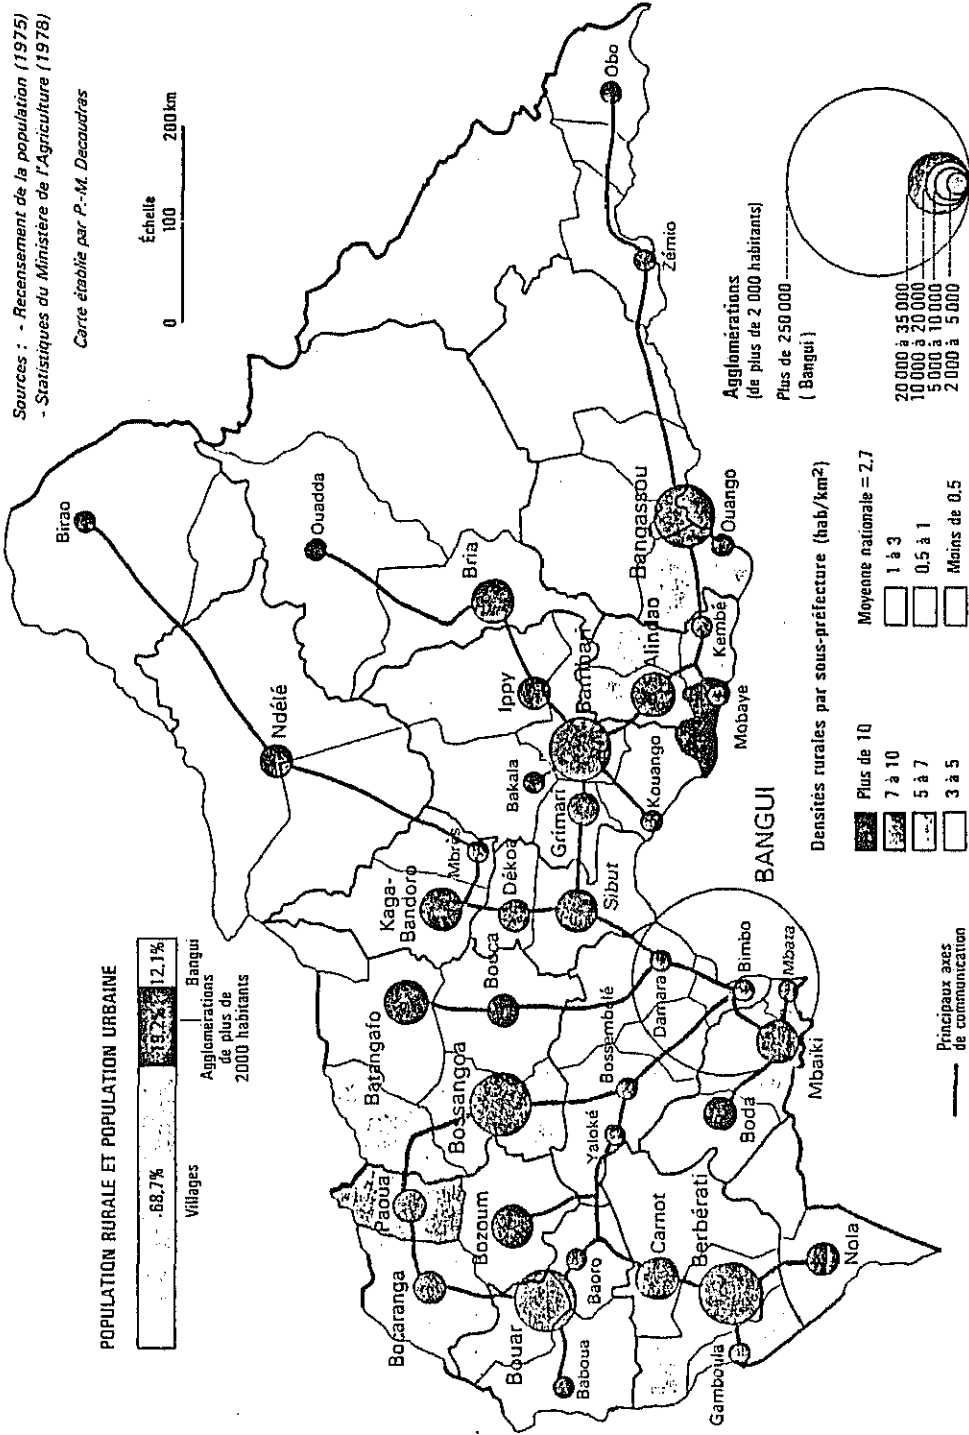 Sources : - Recensement de la population (1975)
- Statistiques du Ministère de l'Agriculture (1978)
Carte établie par P.-M. Decoudras
Échelle
0 100 200km
POPULATION RURALE ET POPULATION URBAINE
68,7% 19,2% 12,1%
Villages
Agglomérations
de plus de
2000 habitants
Bangui
Birao
Ouadda
Ndélé
Obo
Zémio
Bria
Ippy
Bakala
Bambari
Grimari
Kouango
Alindao
Bangassou
Ouango
Kembé
Mobaye
Mbrés
Kaga-
Bandoro
Dékoa
Sibut
Batangafo
Bosca
Bossangoa
Bossembélé
Damara
BANGUI
Bimbo
Mbata
Mbaïki
Boda
Yaloké
Paoua
Bozoum
Bocaranga
Bouar
Baoro
Baboua
Carnot
Berbérati
Gamboula
Nola
Principaux axes
de communication
Densités rurales par sous-préfecture (hab/km²)
Plus de 10
7 à 10
5 à 7
3 à 5
Moyenne nationale = 2.7
1 à 3
0.5 à 1
Moins de 0.5
Agglomérations
(de plus de 2 000 habitants)
Plus de 250 000
( Bangui )
20 000 à 35 000
10 000 à 20 000
5 000 à 10 000
2 000 à 5 000